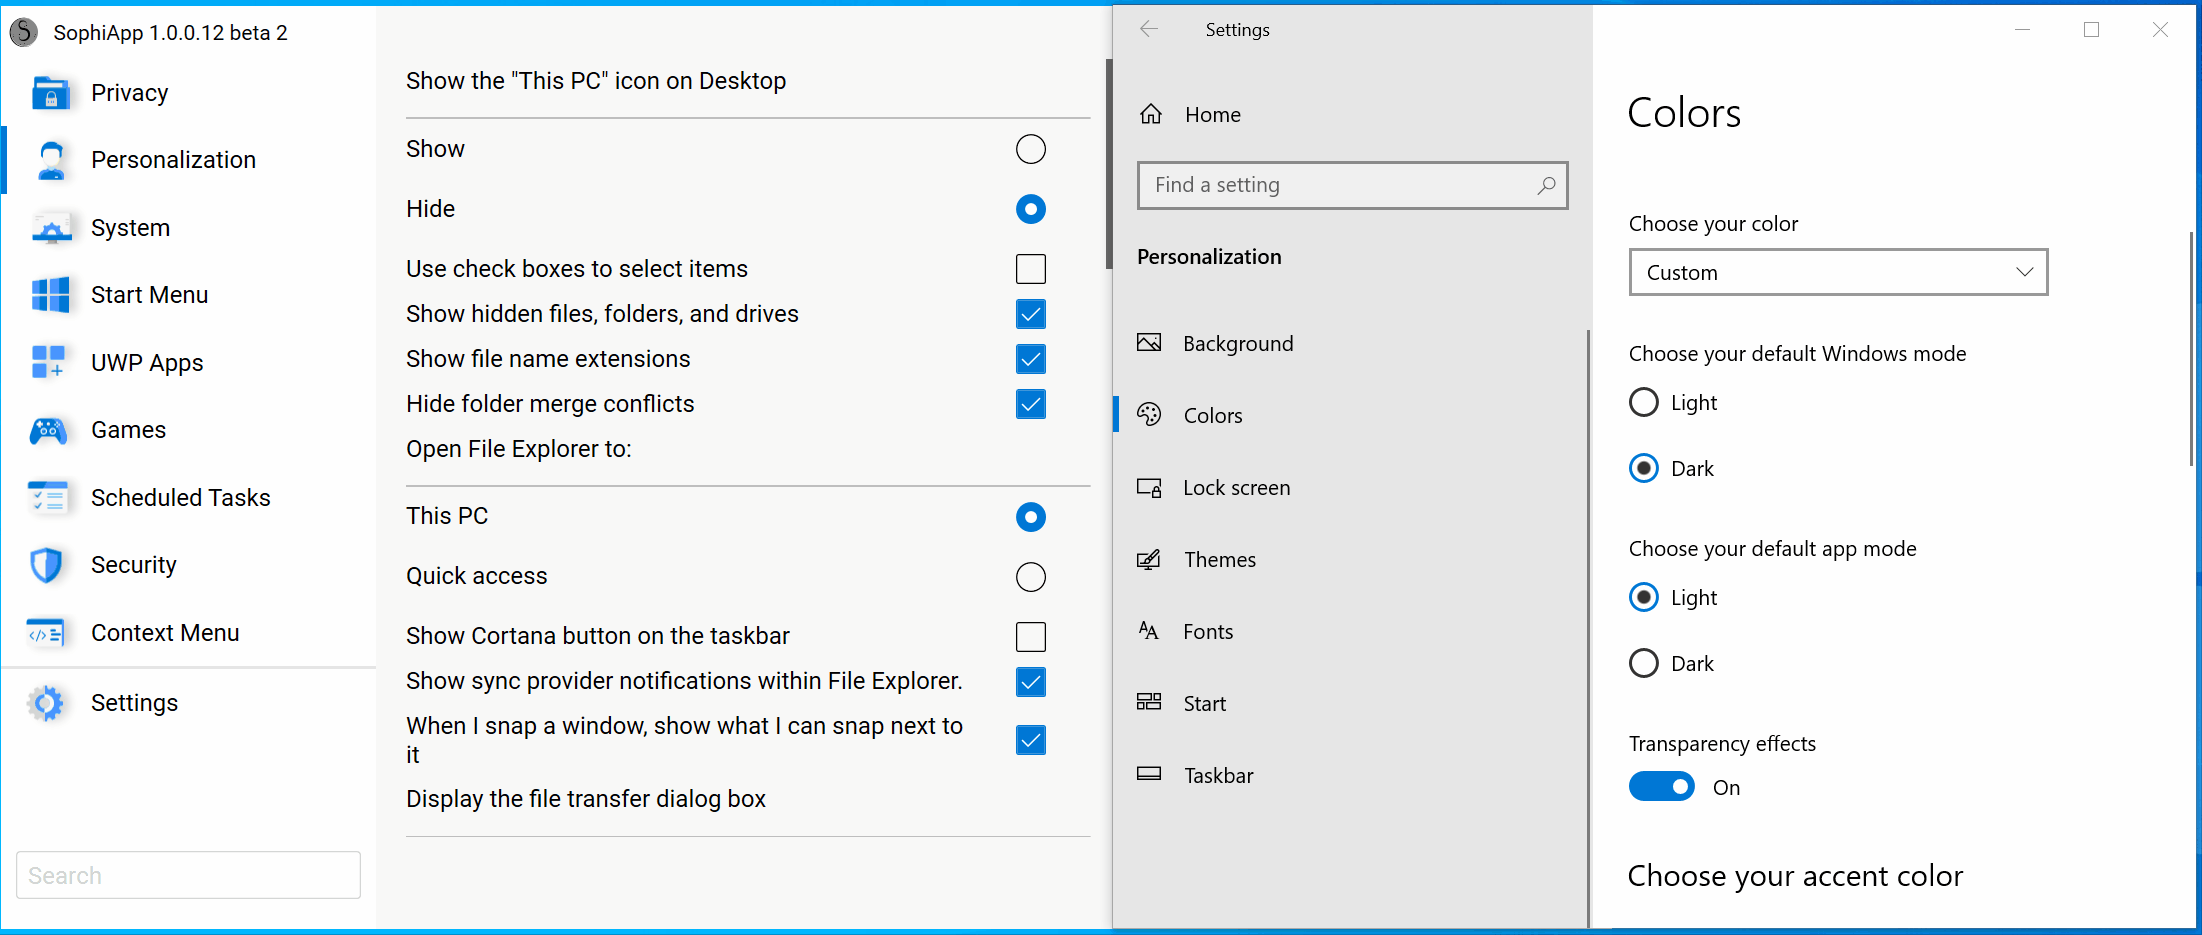 SophiApp 1.0.0.12 beta 2
Privacy
Personalization
System
Start Menu
UWP Apps
Games
Scheduled Tasks
Security
Context Menu
Settings
Search
Show the "This PC" icon on Desktop
Show
Hide
Use check boxes to select items
Show hidden files, folders, and drives
Show file name extensions
Hide folder merge conflicts
Open File Explorer to:
This PC
Quick access
Show Cortana button on the taskbar
Show sync provider notifications within File Explorer.
When I snap a window, show what I can snap next to
it
Display the file transfer dialog box
Settings
Home
Find a setting
Personalization
Background
Colors
Lock screen
Themes
Fonts
Start
Taskbar
Colors
Choose your color
Custom
Choose your default Windows mode
Light
Dark
Choose your default app mode
Light
Dark
Transparency effects
On
Choose your accent color